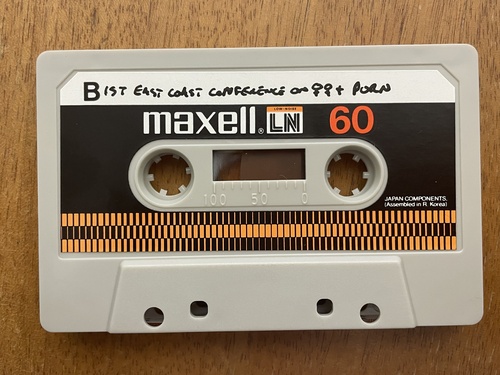 B 1ST EAST COAST CONFERENCE ON 99+ PORN
maxell® LOW-NOISE LN 60
100 50 0
JAPAN COMPONENTS.
(Assembled in R. Korea)